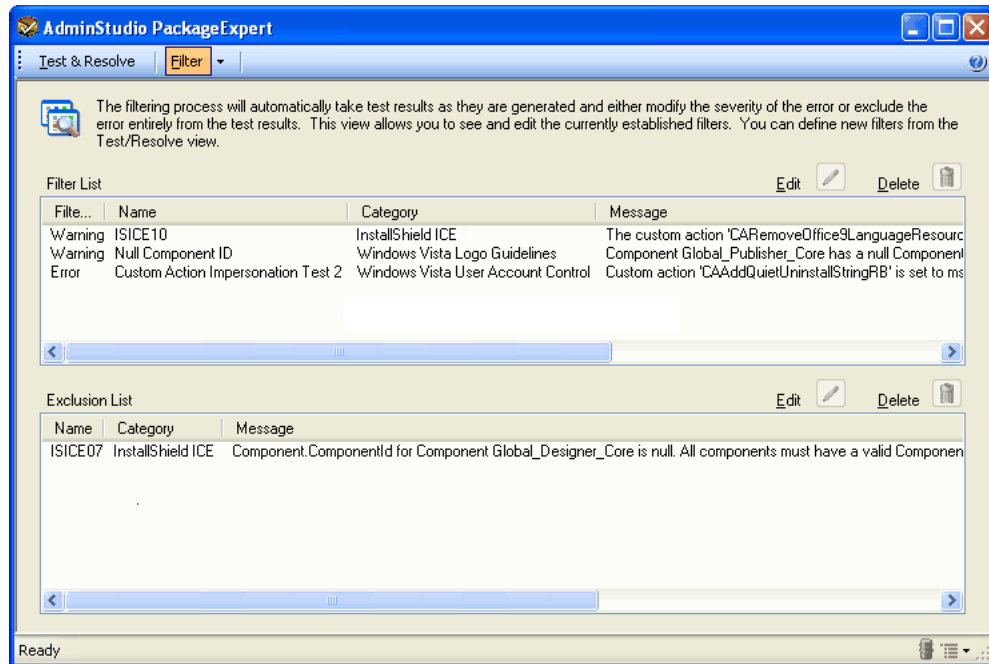 AdminStudio PackageExpert
Test & Resolve Filter
The filtering process will automatically take test results as they are generated and either modify the severity of the error or exclude the
error entirely from the test results. This view allows you to see and edit the currently established filters. You can define new filters from the
Test/Resolve view.
Filter List Edit Delete
Filte... Name Category Message
Warning ISICE10 InstallShield ICE The custom action 'CARemoveOffice9LanguageResourc
Warning Null Component ID Windows Vista Logo Guidelines Component Global_Publisher_Core has a null Component
Error Custom Action Impersonation Test 2 Windows Vista User Account Control Custom action 'CAAddQuietUninstallStringRB' is set to ms
Exclusion List Edit Delete
Name Category Message
ISICE07 InstallShield ICE Component.ComponentId for Component Global_Designer_Core is null. All components must have a valid Componen
Ready